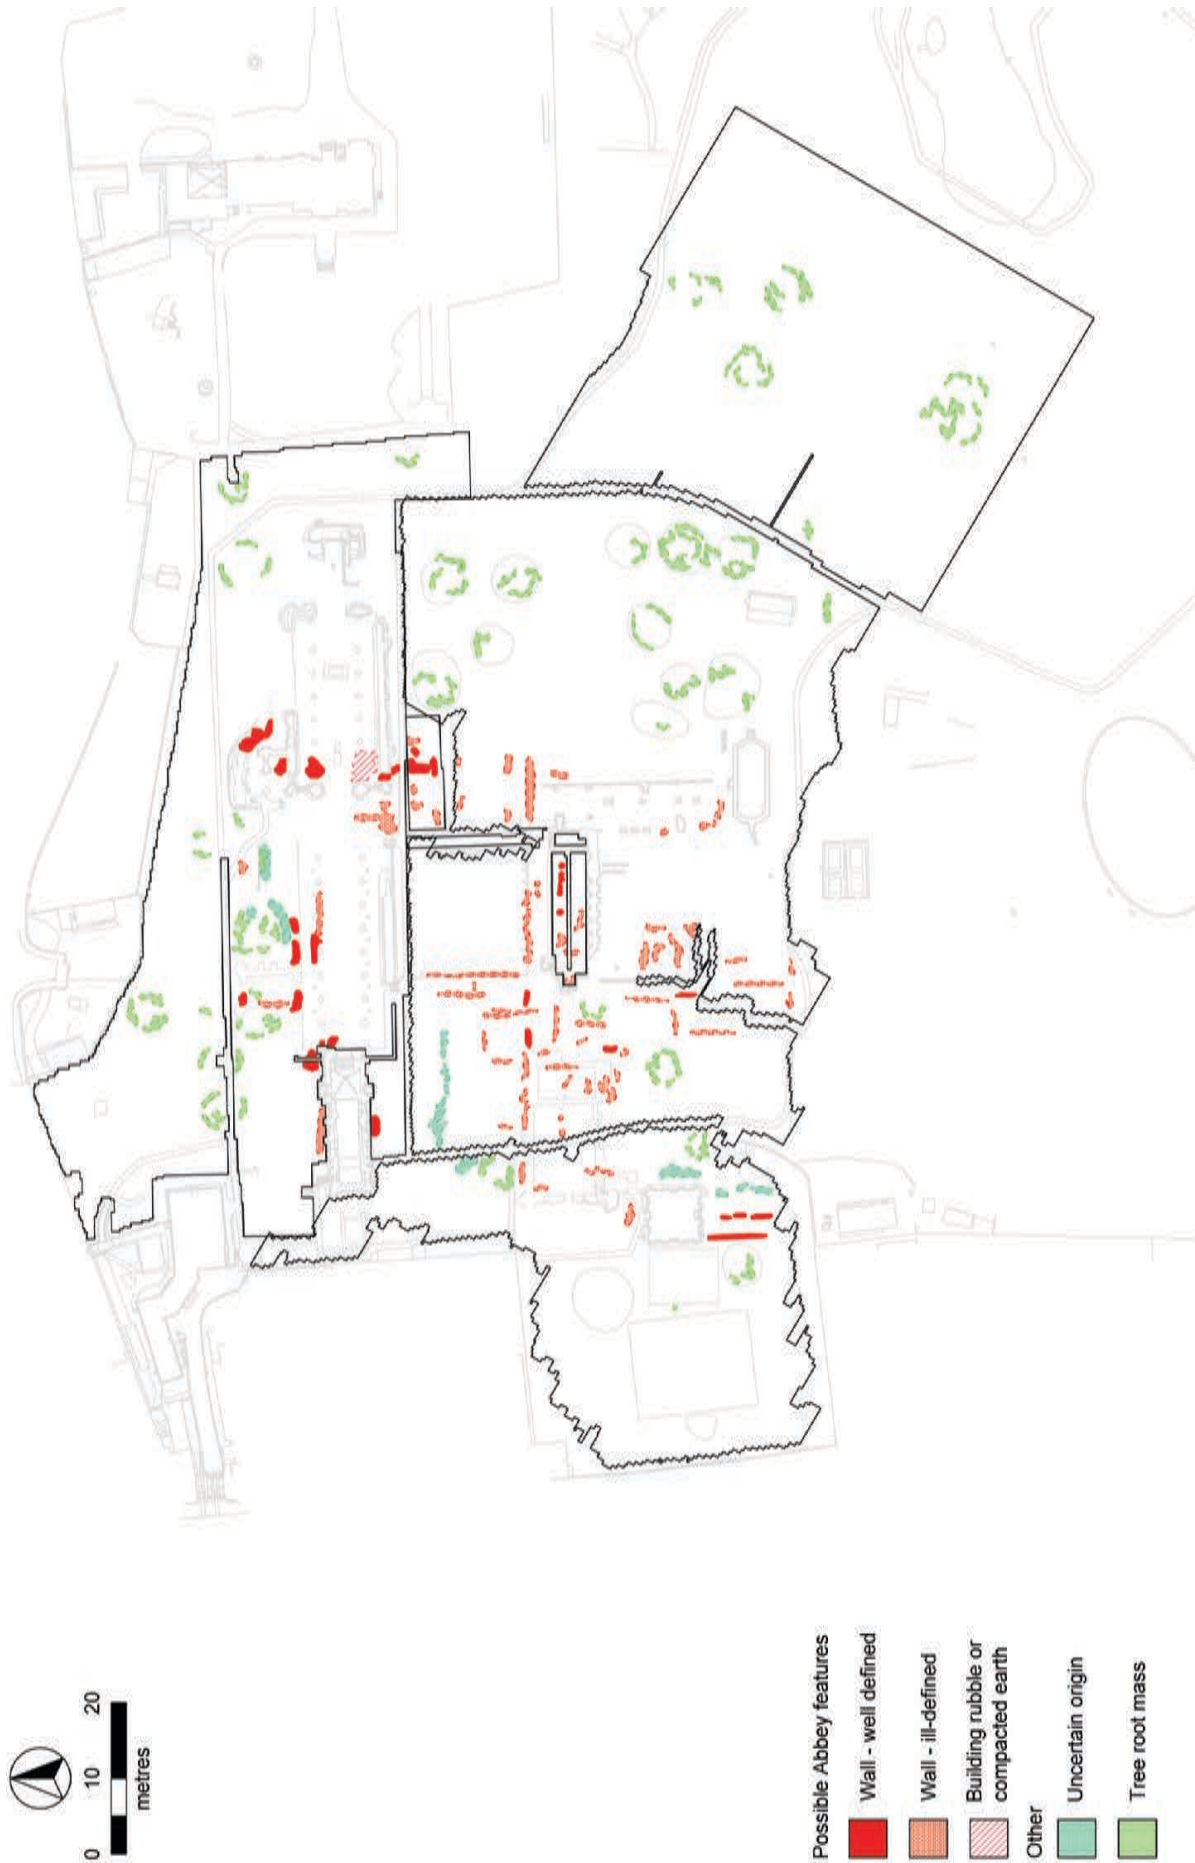 0 10 20
metres
Possible Abbey features
Wall - well defined
Wall - ill-defined
Building rubble or
compacted earth
Other
Uncertain origin
Tree root mass